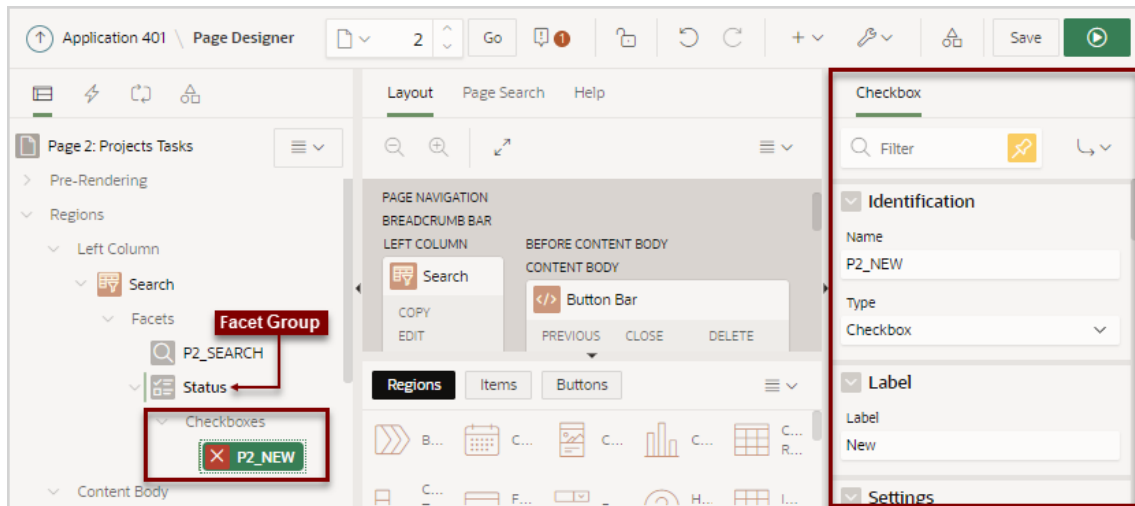 Application 401 \ Page Designer 2 Go 1 Save
Page 2: Projects Tasks
Pre-Rendering
Regions
Left Column
Search
Facets
Facet Group
P2_SEARCH
Status
Checkboxes
P2_NEW
Content Body
Layout Page Search Help
PAGE NAVIGATION
BREADCRUMB BAR
LEFT COLUMN
Search
COPY
EDIT
BEFORE CONTENT BODY
CONTENT BODY
</> Button Bar
PREVIOUS CLOSE DELETE
Regions Items Buttons
B... C... C... C... C...
R...
C...
F... H... I...
Checkbox
Filter
Identification
Name
P2_NEW
Type
Checkbox
Label
Label
New
Settings